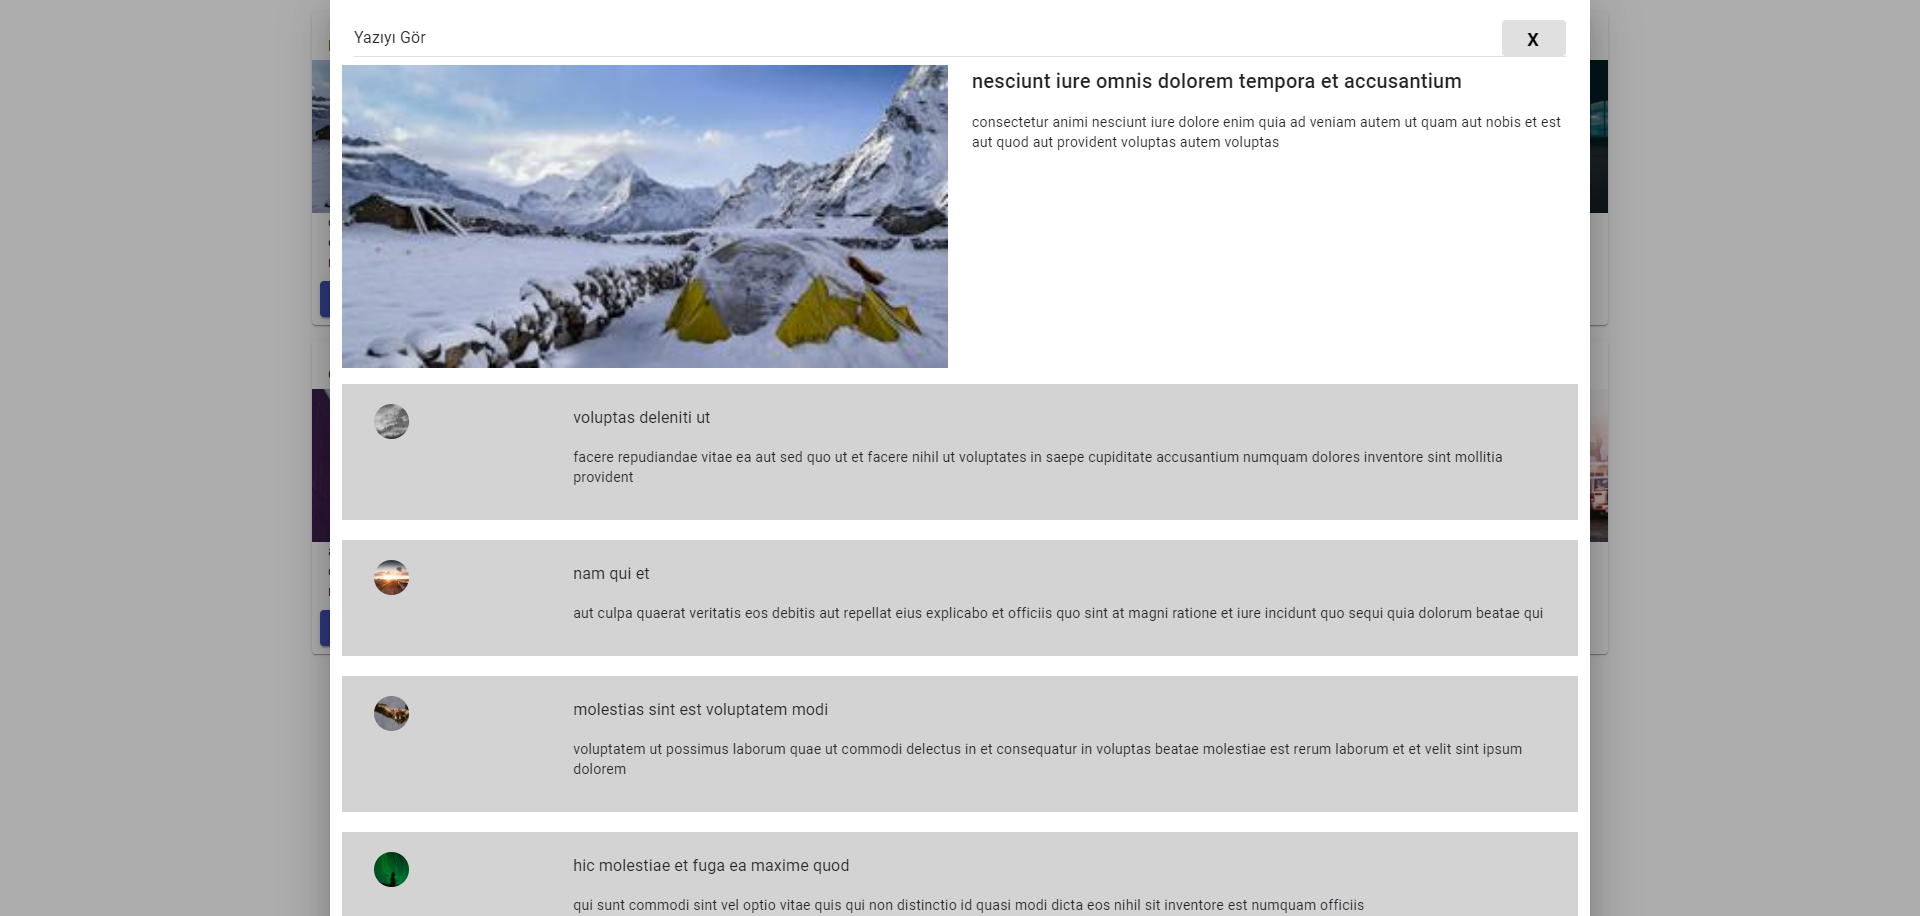 Yazıyı Gör
X
nesciunt iure omnis dolorem tempora et accusantium
consectetur animi nesciunt iure dolore enim quia ad veniam autem ut quam aut nobis et est
aut quod aut provident voluptas autem voluptas
voluptas deleniti ut
facere repudiandae vitae ea aut sed quo ut et facere nihil ut voluptates in saepe cupiditate accusantium numquam dolores inventore sint mollitia
provident
nam qui et
aut culpa quaerat veritatis eos debitis aut repellat eius explicabo et officiis quo sint at magni ratione et iure incidunt quo sequi quia dolorum beatae qui
molestias sint est voluptatem modi
voluptatem ut possimus laborum quae ut commodi delectus in et consequatur in voluptas beatae molestiae est rerum laborum et et velit sint ipsum
dolorem
hic molestiae et fuga ea maxime quod
qui sunt commodi sint vel optio vitae quis qui non distinctio id quasi modi dicta eos nihil sit inventore est numquam officiis